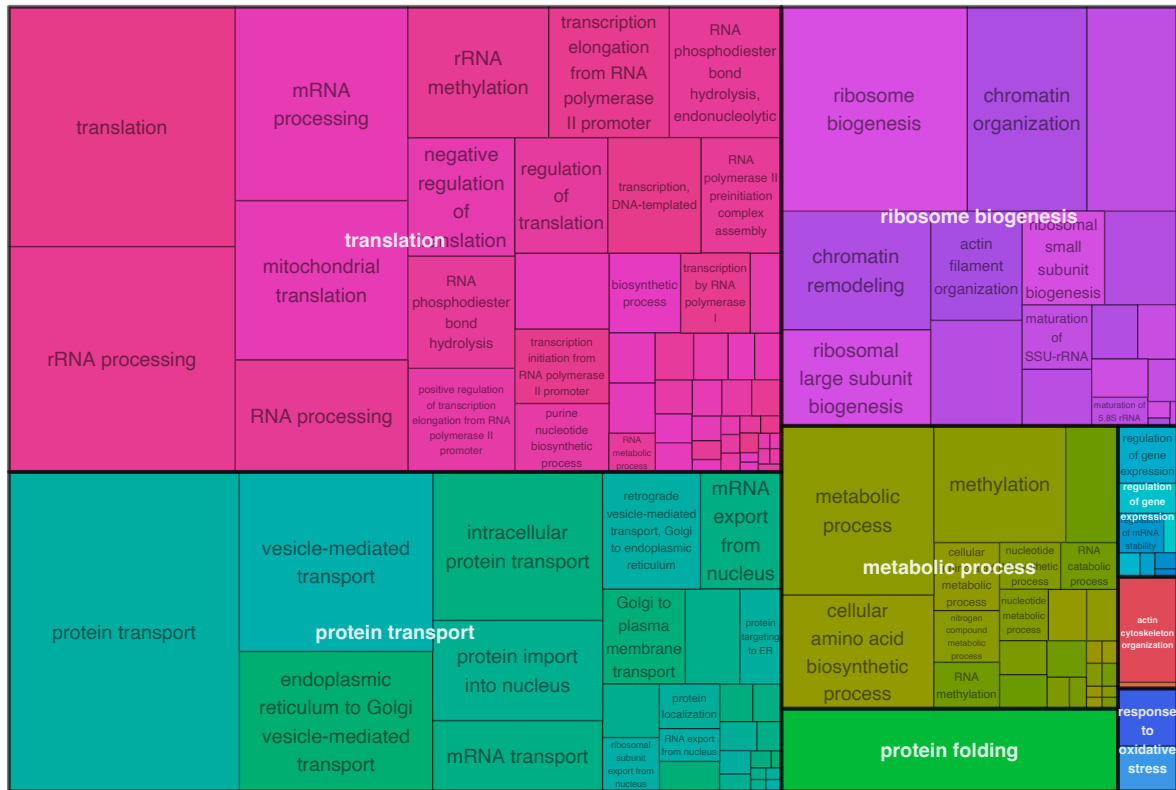 translation
mRNA
processing
rRNA
methylation
transcription
elongation
from RNA
polymerase
II promoter
RNA
phosphodiester
bond
hydrolysis,
endonucleolytic
negative
regulation
of
translation
regulation
of
translation
transcription,
DNA-templated
RNA
polymerase II
preinitiation
complex
assembly
translation
rRNA processing
mitochondrial
translation
RNA
phosphodiester
bond
hydrolysis
biosynthetic
process
transcription
by RNA
polymerase
I
transcription
initiation from
RNA polymerase
II promoter
RNA processing
positive regulation
of transcription
elongation from RNA
polymerase II
promoter
purine
nucleotide
biosynthetic
process
RNA
metabolic
process
ribosome
biogenesis
chromatin
organization
ribosome biogenesis
chromatin
remodeling
actin
filament
organization
ribosomal
small
subunit
biogenesis
maturation
of
SSU-rRNA
ribosomal
large subunit
biogenesis
maturation of
5.8S rRNA
protein transport
vesicle-mediated
transport
intracellular
protein transport
retrograde
vesicle-mediated
transport, Golgi
to endoplasmic
reticulum
mRNA
export
from
nucleus
protein transport
endoplasmic
reticulum to Golgi
vesicle-mediated
transport
protein import
into nucleus
Golgi to
plasma
membrane
transport
protein
targeting
to ER
mRNA transport
protein
localization
RNA export
from nucleus
ribosomal
subunit
export from
nucleus
metabolic
process
methylation
metabolic process
cellular
metabolic
process
nucleotide
process
RNA
catabolic
process
cellular
amino acid
biosynthetic
process
nitrogen
compound
metabolic
process
nucleotide
metabolic
process
RNA
methylation
protein folding
regulation
of gene
expression
regulation
of gene
expression
of mRNA
stability
actin
cytoskeleton
organization
response
to
oxidative
stress